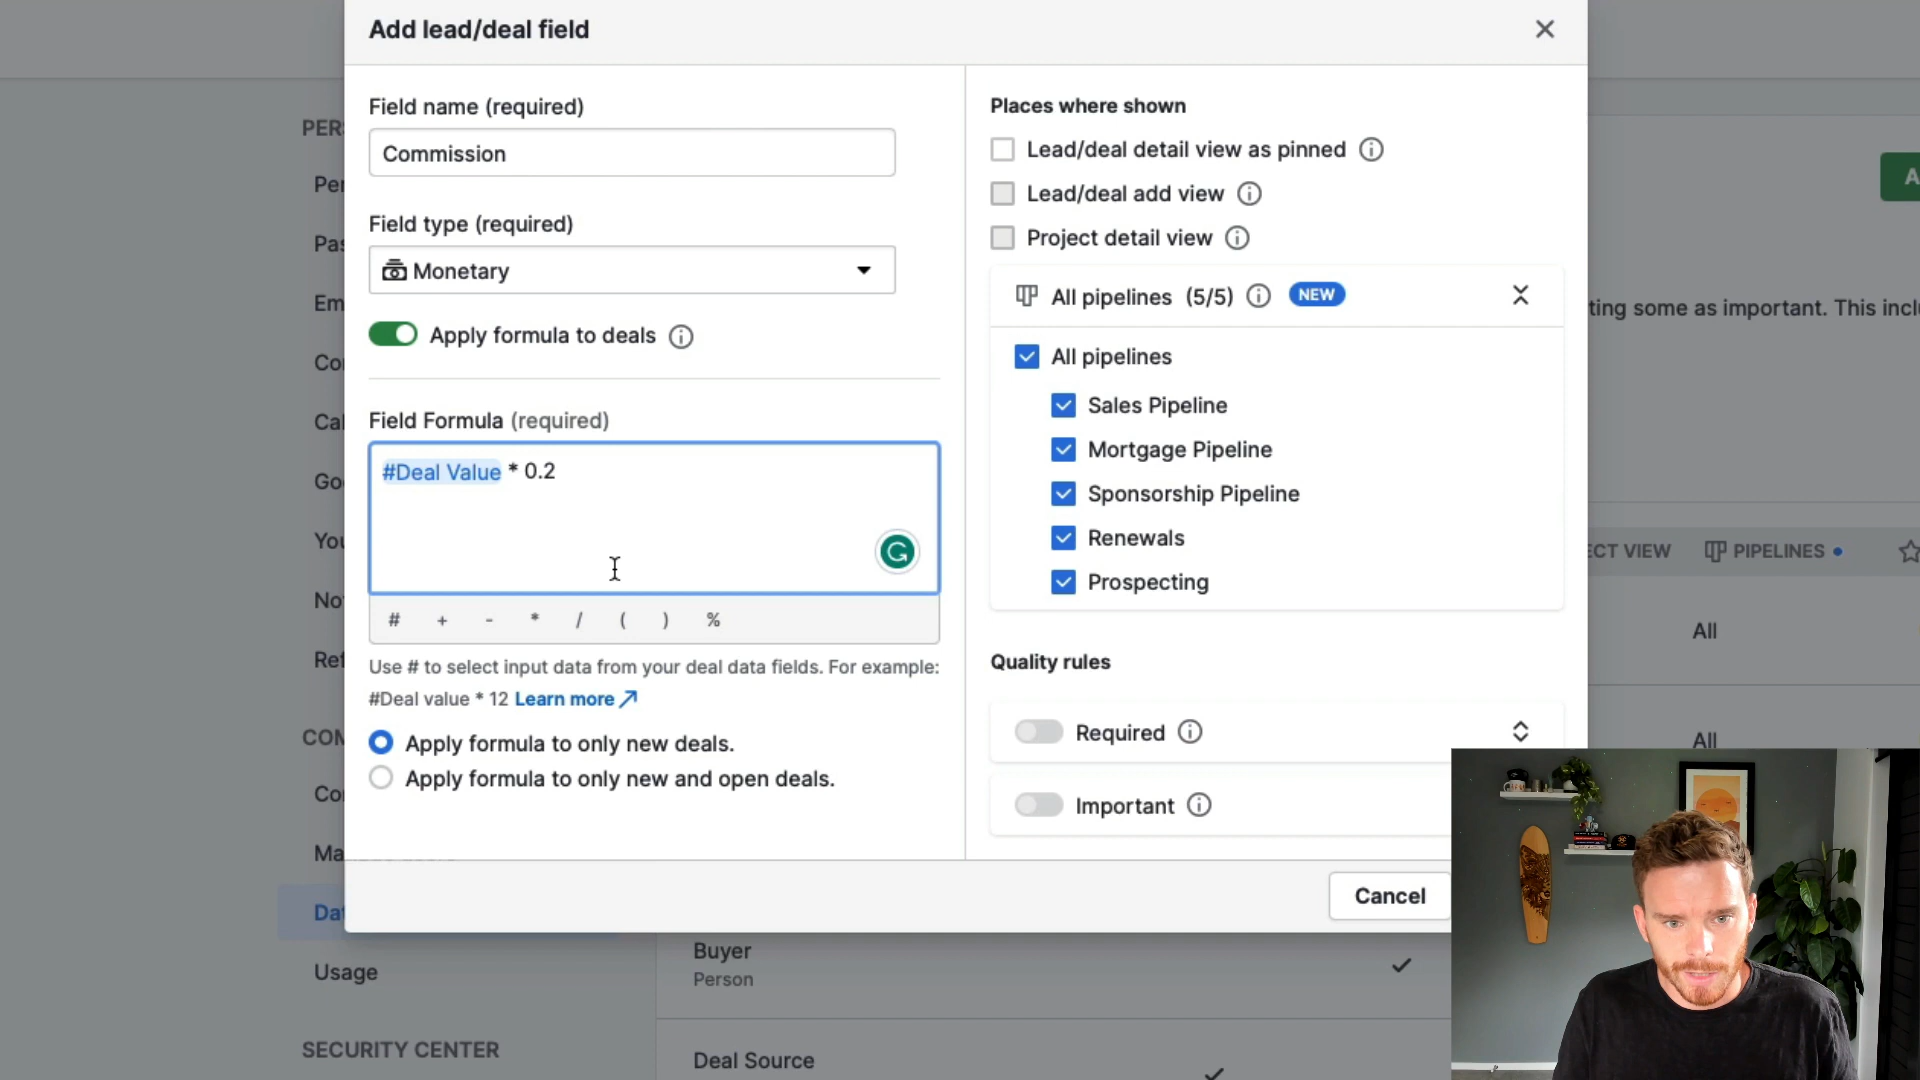 Add lead/deal field
Field name (required)
Commission
Field type (required)
Monetary
Apply formula to deals
Field Formula (required)
#Deal Value * 0.2
# + - * / ( ) %
Use # to select input data from your deal data fields. For example:
#Deal value * 12 Learn more
Apply formula to only new deals.
Apply formula to only new and open deals.
Places where shown
Lead/deal detail view as pinned
Lead/deal add view
Project detail view
All pipelines (5/5) NEW
All pipelines
Sales Pipeline
Mortgage Pipeline
Sponsorship Pipeline
Renewals
Prospecting
Quality rules
Required
Important
Cancel
Usage
SECURITY CENTER
Buyer
Person
Deal Source
ting some as important. This incl
ECT VIEW PIPELINES
All
All